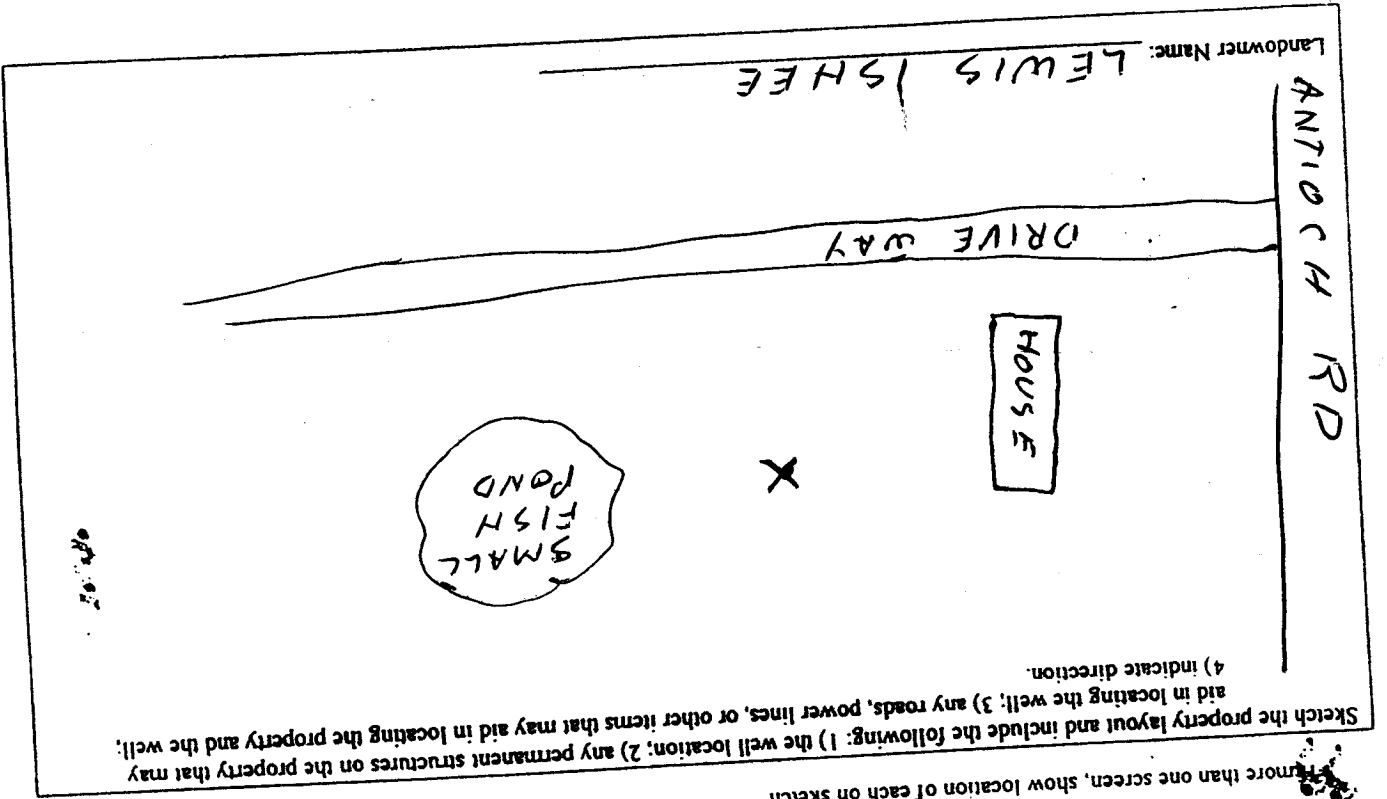 more than one screen, show location of each on sketch
Sketch the property layout and include the following: 1) the well location; 2) any permanent structures on the property that may
aid in locating the well; 3) any roads, power lines, or other items that may aid in locating the property and the well;
4) indicate direction.
SMALL
FISH
POND
X
HOUSE
DRIVE WAY
ANTIOCH RD
Landowner Name: LEWIS ISHEE